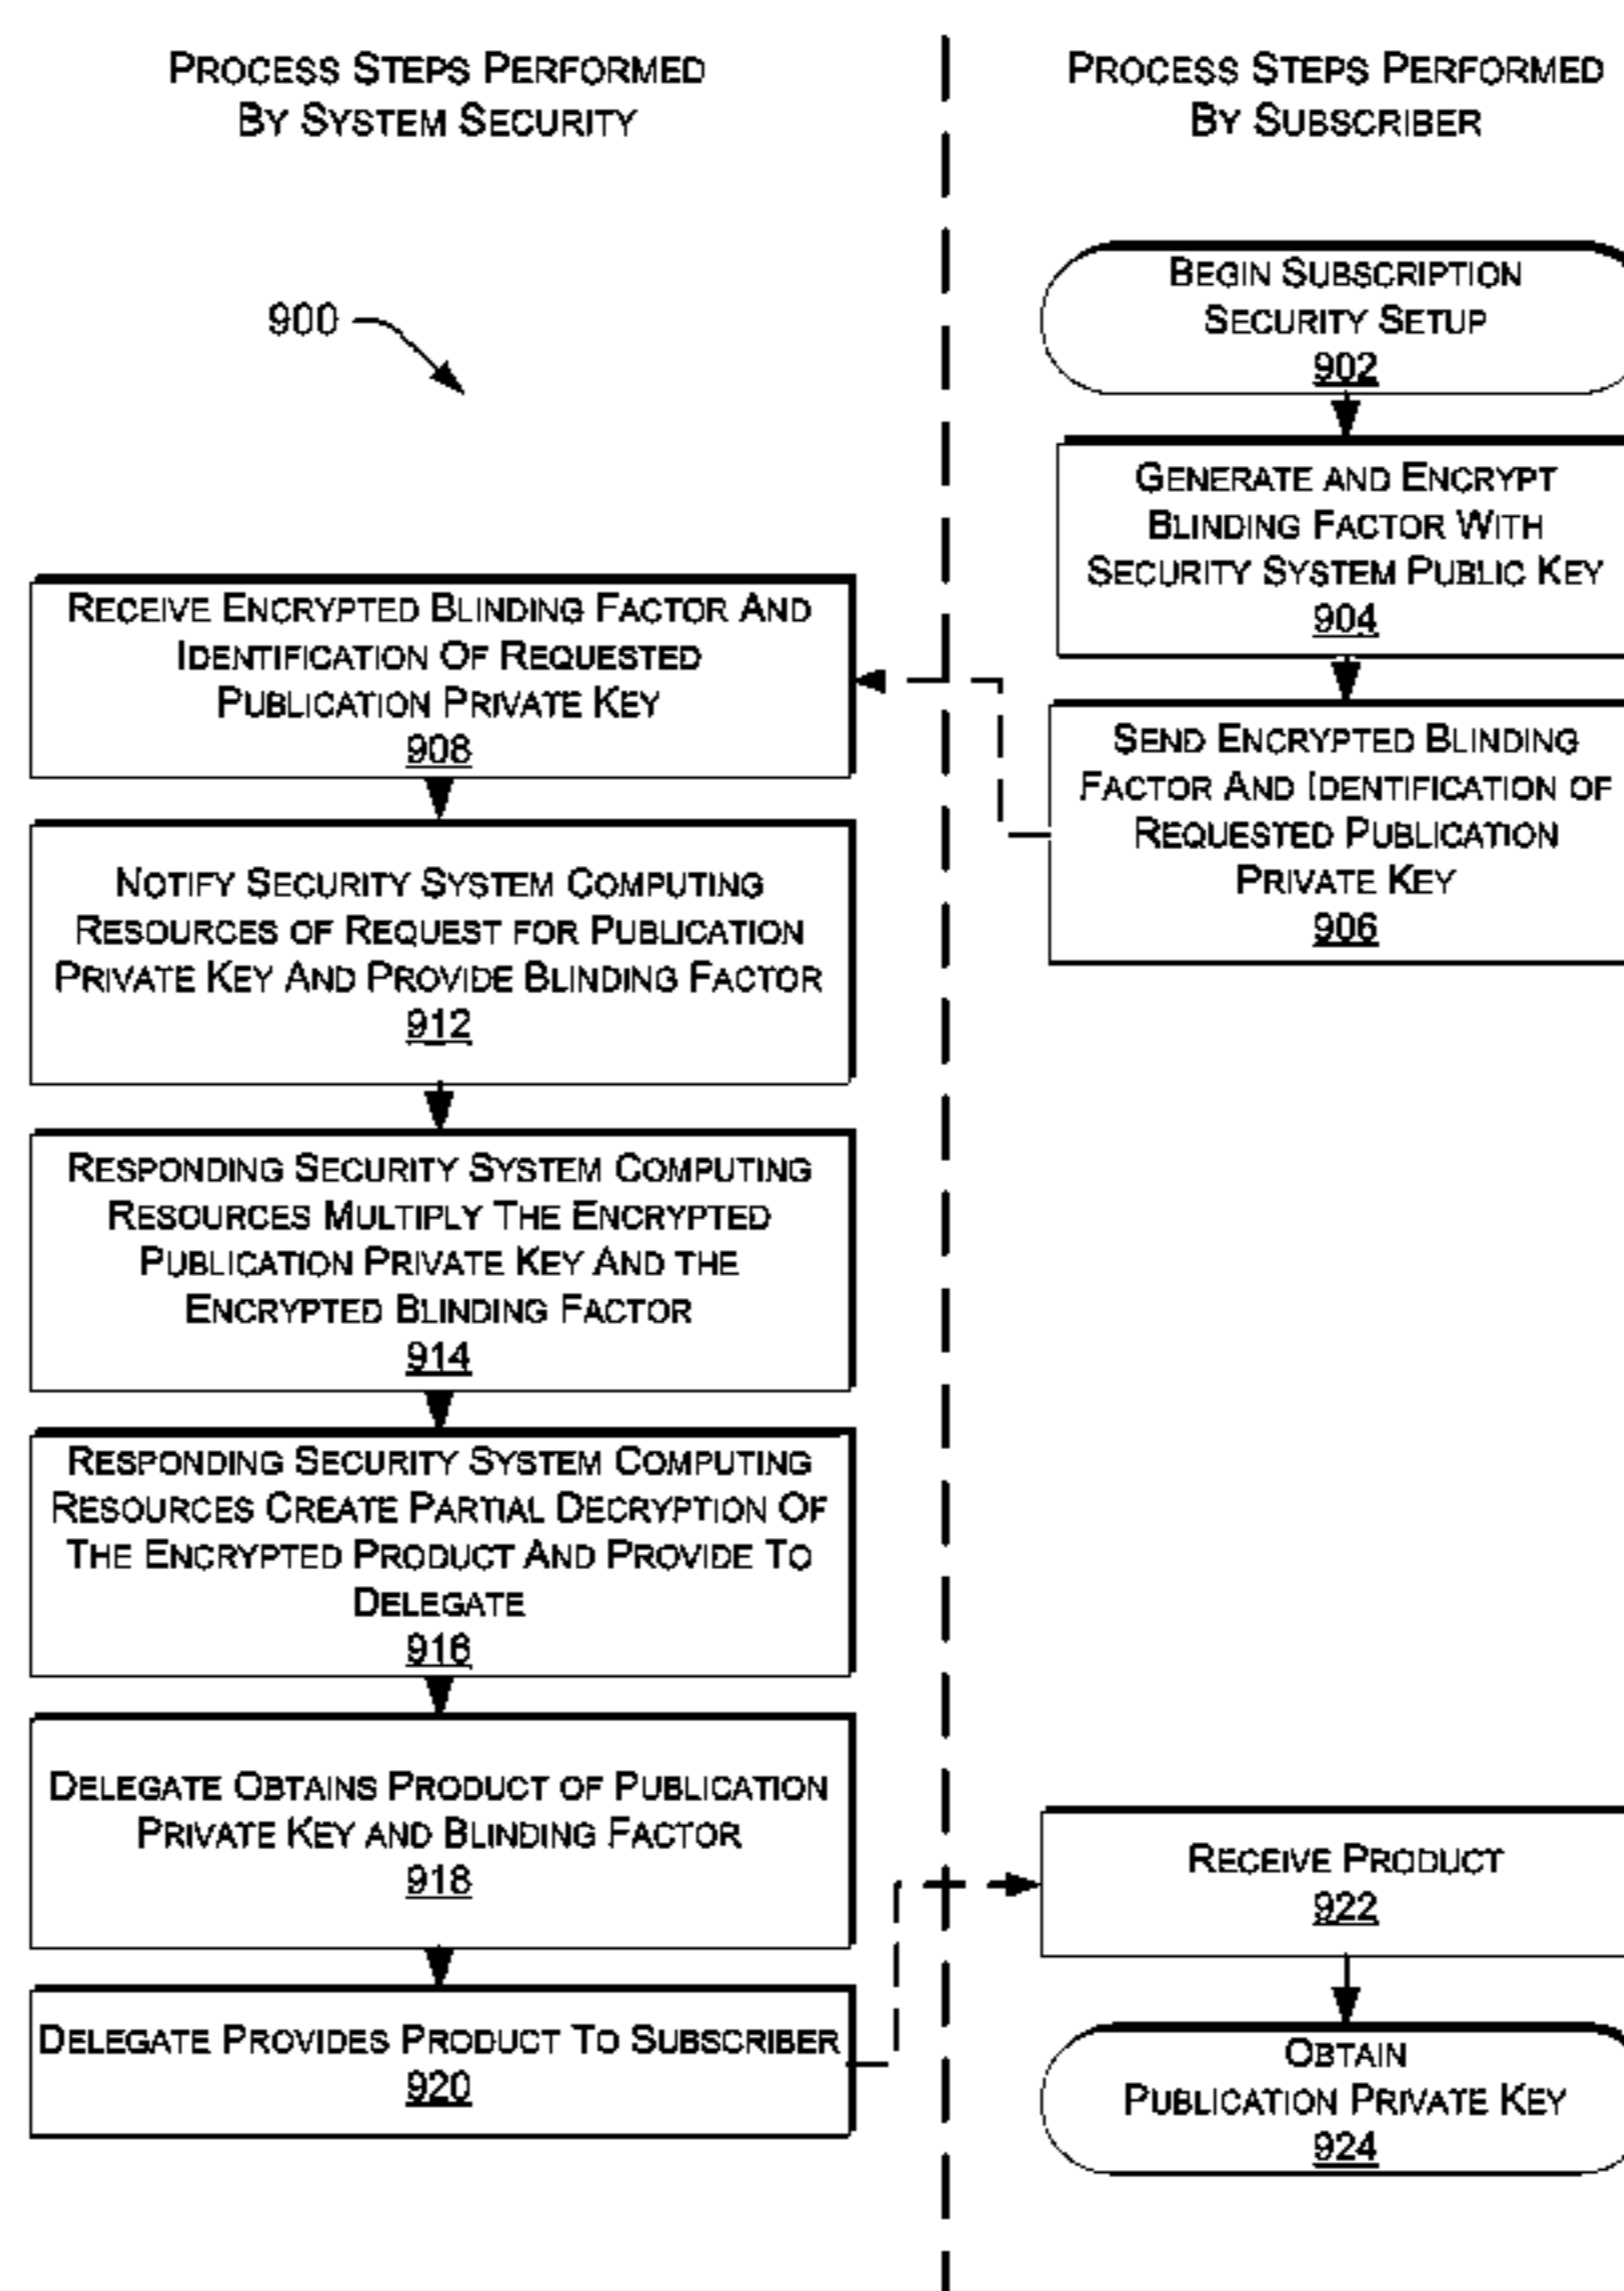 PROCESS STEPS PERFORMED
BY SYSTEM SECURITY
PROCESS STEPS PERFORMED
BY SUBSCRIBER
900
BEGIN SUBSCRIPTION
SECURITY SETUP
902
GENERATE AND ENCRYPT
BLINDING FACTOR WITH
SECURITY SYSTEM PUBLIC KEY
904
SEND ENCRYPTED BLINDING
FACTOR AND IDENTIFICATION OF
REQUESTED PUBLICATION
PRIVATE KEY
906
RECEIVE ENCRYPTED BLINDING FACTOR AND
IDENTIFICATION OF REQUESTED
PUBLICATION PRIVATE KEY
908
NOTIFY SECURITY SYSTEM COMPUTING
RESOURCES OF REQUEST FOR PUBLICATION
PRIVATE KEY AND PROVIDE BLINDING FACTOR
912
RESPONDING SECURITY SYSTEM COMPUTING
RESOURCES MULTIPLY THE ENCRYPTED
PUBLICATION PRIVATE KEY AND THE
ENCRYPTED BLINDING FACTOR
914
RESPONDING SECURITY SYSTEM COMPUTING
RESOURCES CREATE PARTIAL DECRYPTION OF
THE ENCRYPTED PRODUCT AND PROVIDE TO
DELEGATE
916
DELEGATE OBTAINS PRODUCT OF PUBLICATION
PRIVATE KEY AND BLINDING FACTOR
918
DELEGATE PROVIDES PRODUCT TO SUBSCRIBER
920
RECEIVE PRODUCT
922
OBTAIN
PUBLICATION PRIVATE KEY
924